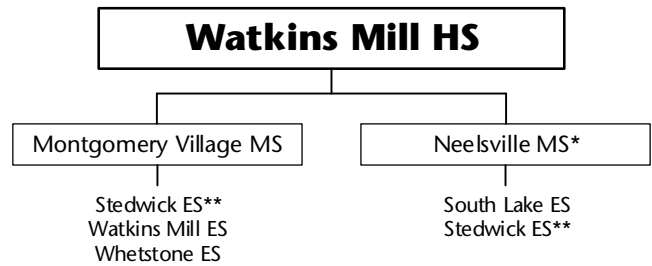 Watkins Mill HS
Montgomery Village MS
Neelsville MS*
Stedwick ES**
Watkins Mill ES
Whetstone ES
South Lake ES
Stedwick ES**